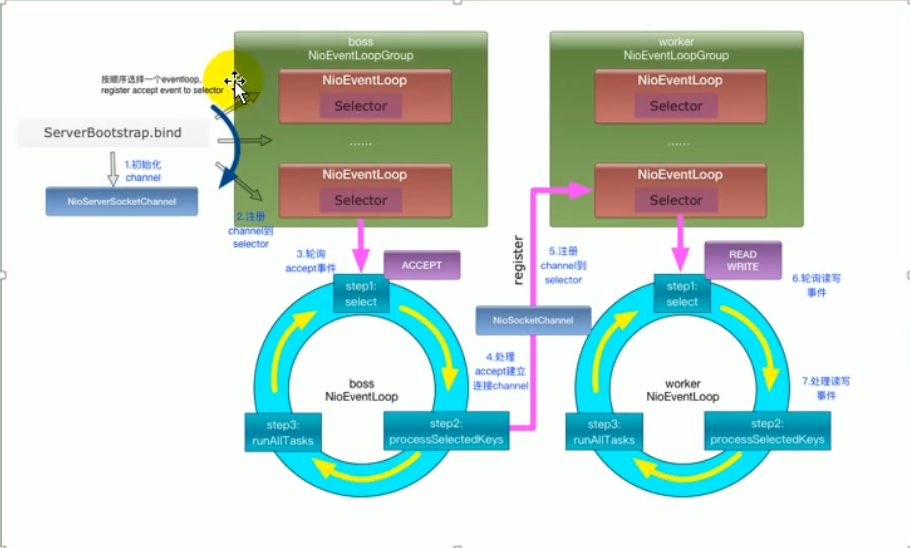 boss
NioEventLoopGroup
NioEventLoop
Selector
......
NioEventLoop
Selector
worker
NioEventLoopGroup
NioEventLoop
Selector
......
NioEventLoop
Selector
按顺序选择一个eventloop,
register accept event to selector
ServerBootstrap.bind
1.初始化
channel
NioServerSocketChannel
2.注册
channel到
selector
3.轮询
accept事件
ACCEPT
step1:
select
boss
NioEventLoop
step2:
processSelectedKeys
step3:
runAllTasks
4.处理
accept建立
连接channel
NioSocketChannel
register
5.注册
channel到
selector
READ
WRITE
step1:
select
6.轮询读写
事件
worker
NioEventLoop
7.处理读写
事件
step2:
processSelectedKeys
step3:
runAllTasks